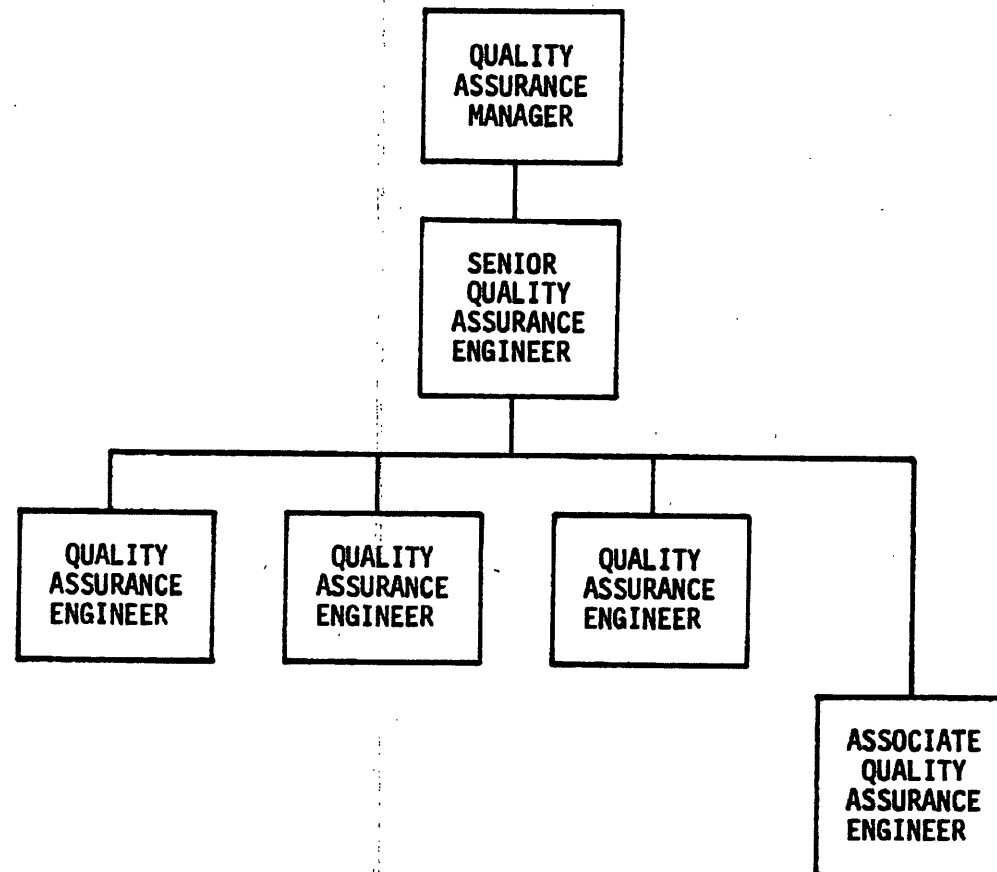 QUALITY
ASSURANCE
MANAGER
SENIOR
QUALITY
ASSURANCE
ENGINEER
QUALITY
ASSURANCE
ENGINEER
QUALITY
ASSURANCE
ENGINEER
QUALITY
ASSURANCE
ENGINEER
ASSOCIATE
QUALITY
ASSURANCE
ENGINEER